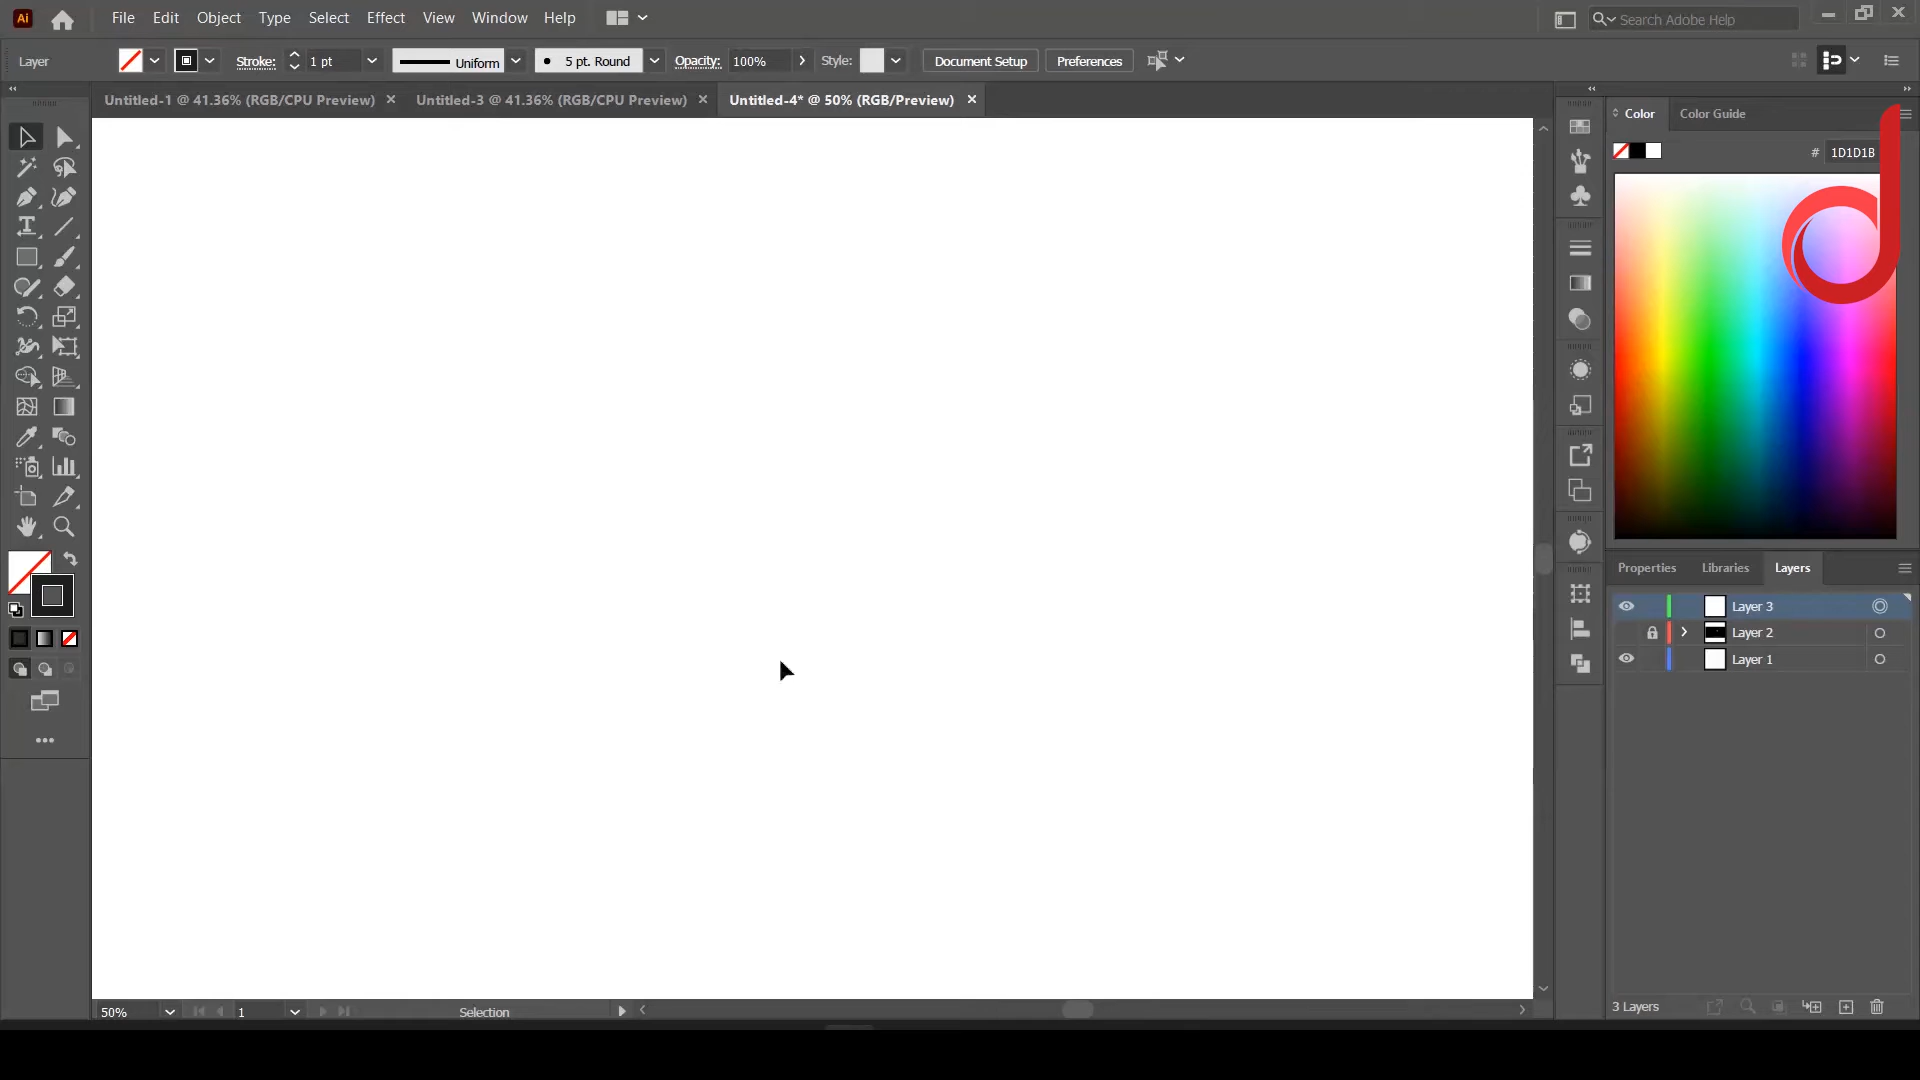 Ai File Edit Object Type Select Effect View Window Help Search Adobe Help
Layer Stroke: 1 pt Uniform 5 pt. Round Opacity: 100% Style: Document Setup Preferences
Untitled-1 @ 41.36% (RGB/CPU Preview) Untitled-3 @ 41.36% (RGB/CPU Preview) Untitled-4* @ 50% (RGB/Preview)
Color Color Guide
# 1D1D1B
Properties Libraries Layers
Layer 3
Layer 2
Layer 1
3 Layers
50% 1 Selection